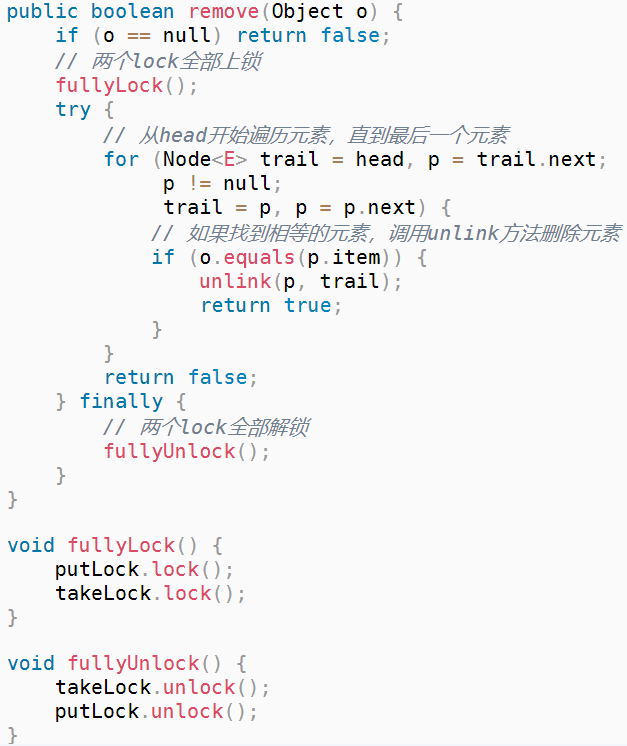 public boolean remove(Object o) {
    if (o == null) return false;
    // 两个lock全部上锁
    fullyLock();
    try {
        // 从head开始遍历元素，直到最后一个元素
        for (Node<E> trail = head, p = trail.next;
             p != null;
             trail = p, p = p.next) {
            // 如果找到相等的元素，调用unlink方法删除元素
            if (o.equals(p.item)) {
                unlink(p, trail);
                return true;
            }
        }
        return false;
    } finally {
        // 两个lock全部解锁
        fullyUnlock();
    }
}

void fullyLock() {
    putLock.lock();
    takeLock.lock();
}

void fullyUnlock() {
    takeLock.unlock();
    putLock.unlock();
}